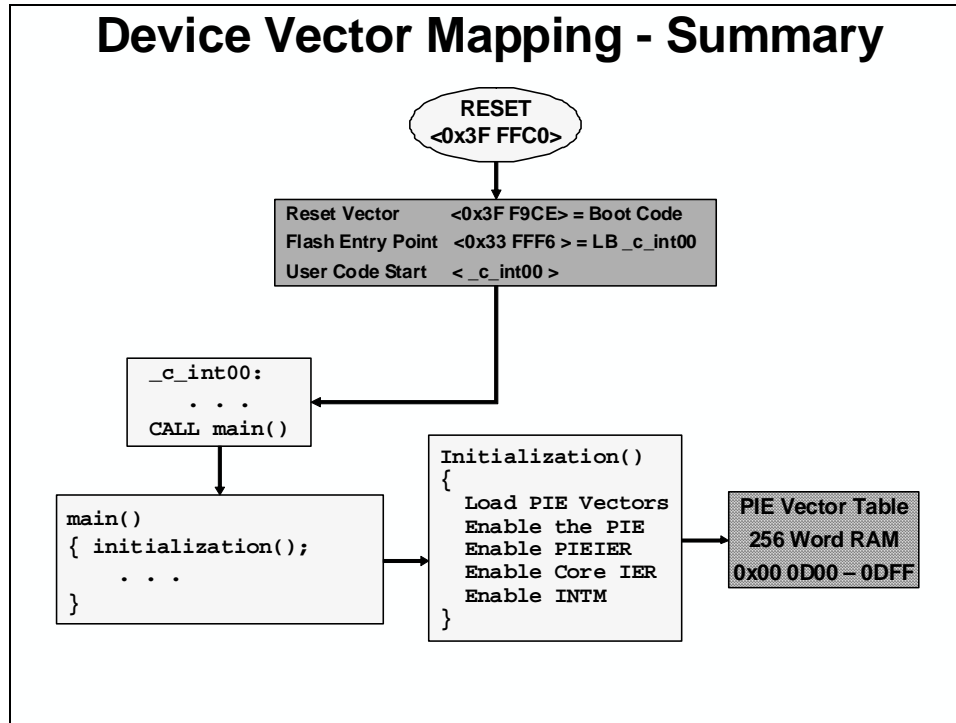 Device Vector Mapping - Summary
RESET
<0x3F FFC0>
Reset Vector <0x3F F9CE> = Boot Code
Flash Entry Point <0x33 FFF6 > = LB _c_int00
User Code Start < _c_int00 >
_c_int00:
. . .
CALL main()
main()
{ initialization();
. . .
}
Initialization()
{
Load PIE Vectors
Enable the PIE
Enable PIEIER
Enable Core IER
Enable INTM
}
PIE Vector Table
256 Word RAM
0x00 0D00 – 0DFF